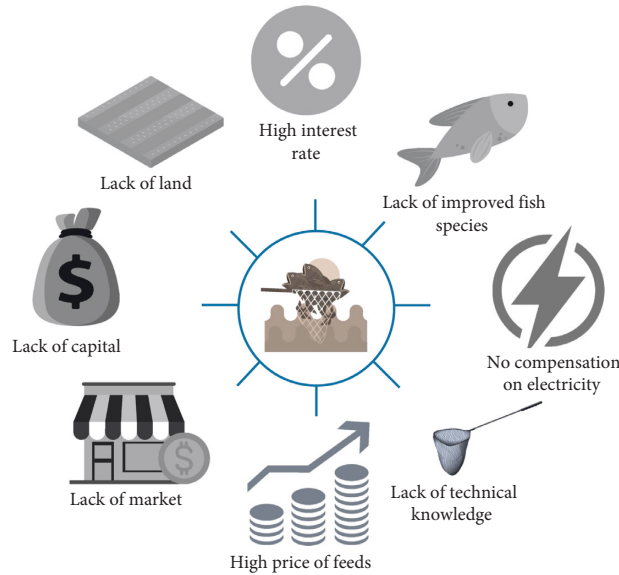 High interest
rate
Lack of land
Lack of improved fish
species
Lack of capital
$
No compensation
on electricity
Lack of market
$
Lack of technical
knowledge
High price of feeds